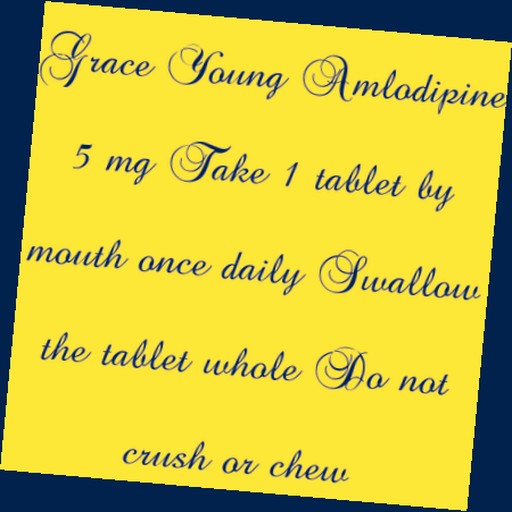 Grace Young Amlodipine
5 mg Take 1 tablet by
mouth once daily Swallow
the tablet whole Do not
crush or chew